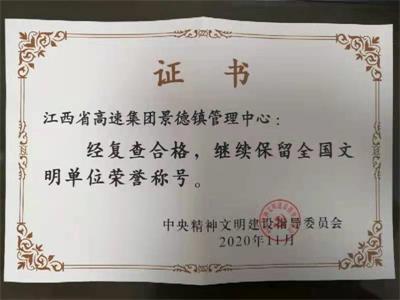 证书
江西省高速集团景德镇管理中心：
经复查合格，继续保留全国文
明单位荣誉称号。
中央精神文明建设指导委员会
2020年11月